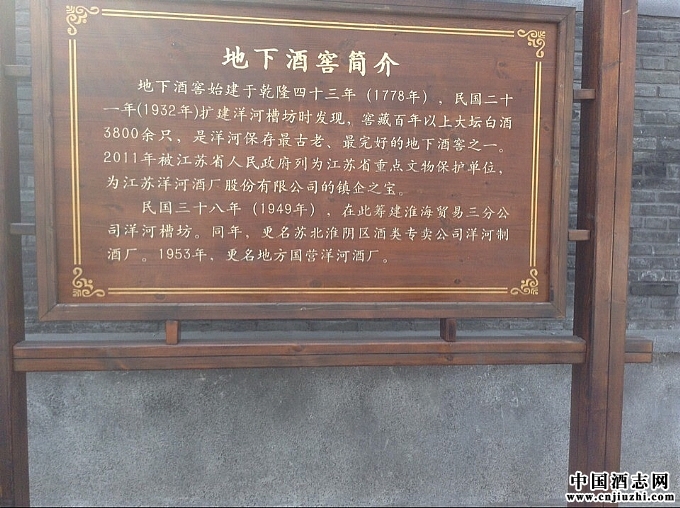 地下酒窖简介
地下酒窖始建于乾隆四十三年（1778年），民国二十
一年(1932年)扩建洋河槽坊时发现。窖藏百年以上大坛白酒
3800余只，是洋河保存最古老、最完好的地下酒窖之一。
2011年被江苏省人民政府列为江苏省重点文物保护单位，
为江苏洋河酒厂股份有限公司的镇企之宝。
民国三十八年（1949年），在此筹建淮海贸易三分公
司洋河槽坊。同年，更名苏北淮阴区酒类专卖公司洋河制
酒厂。1953年，更名地方国营洋河酒厂。
中国酒志网
www.cnjiuzhi.com